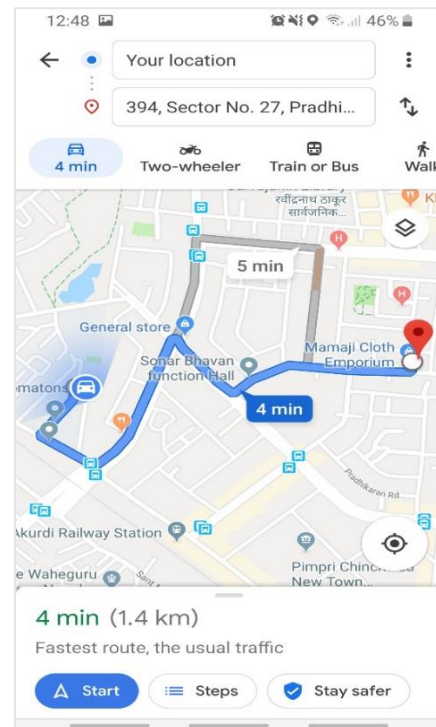 12:48 46%
Your location
394, Sector No. 27, Pradhi...
4 min Two-wheeler Train or Bus Walk
रवींद्रनाथ ठाकूर
सार्वजनिक...
5 min
General store
Mamaji Cloth
Emporium
Sonar Bhavan
function Hall
omatons
4 min
Pradhikaran Rd
Akurdi Railway Station
Pimpri Chinc
New Town...
e Waheguru
Sant
4 min (1.4 km)
Fastest route, the usual traffic
Start Steps Stay safer